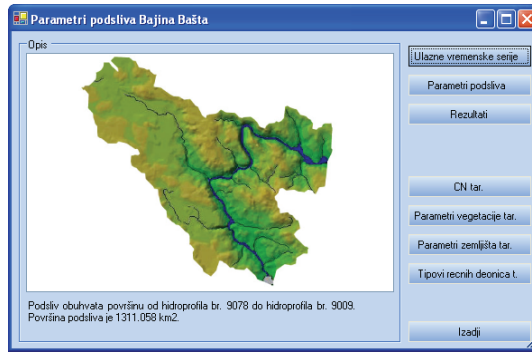 Parametri podsliva Bajina Bašta
Opis
Podsliv obuhvata površinu od hidroprofila br. 9078 do hidroprofila br. 9009.
Površina podsliva je 1311.058 km2.
Ulazne vremenske serije
Parametri podsliva
Rezultati
CN tar.
Parametri vegetacije tar.
Parametri zemljišta tar.
Tipovi recnih deonica t.
Izadji